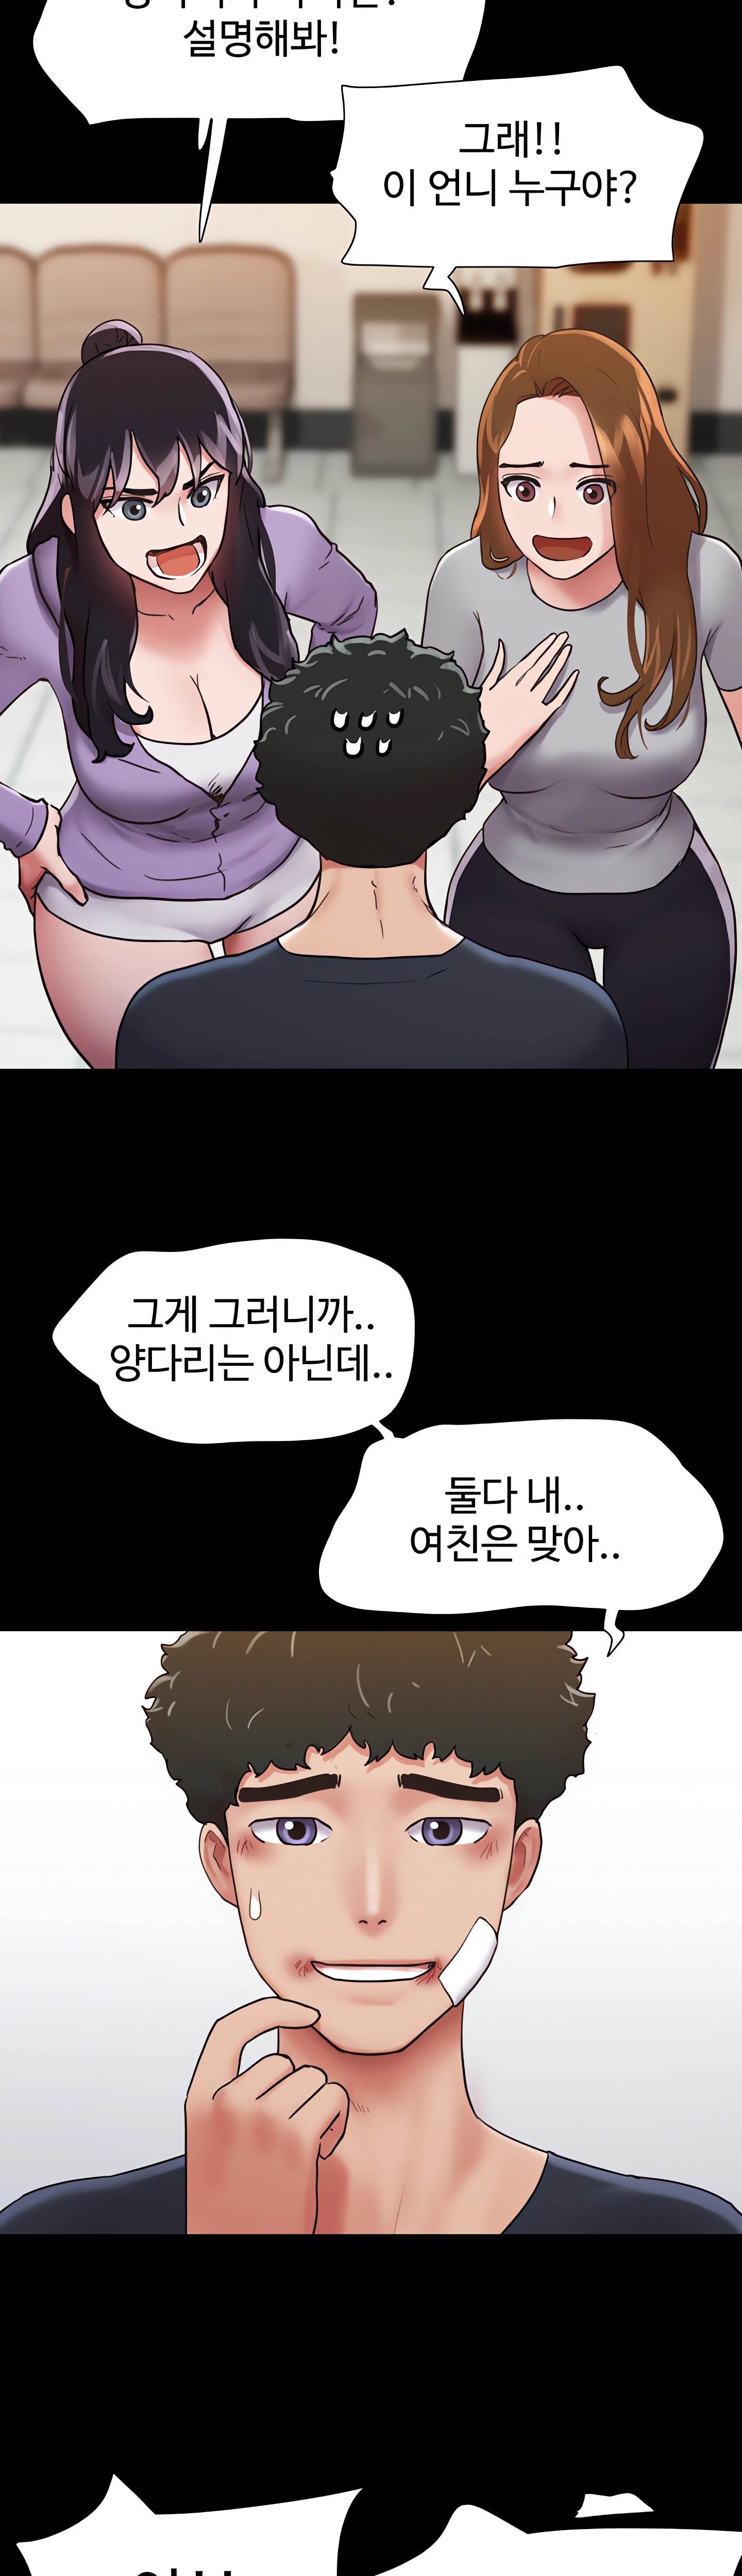 설명해봐!
그래!!
이 언니 누구야?
그게 그러니까..
양다리는 아닌데..
둘다 내..
여친은 맞아..